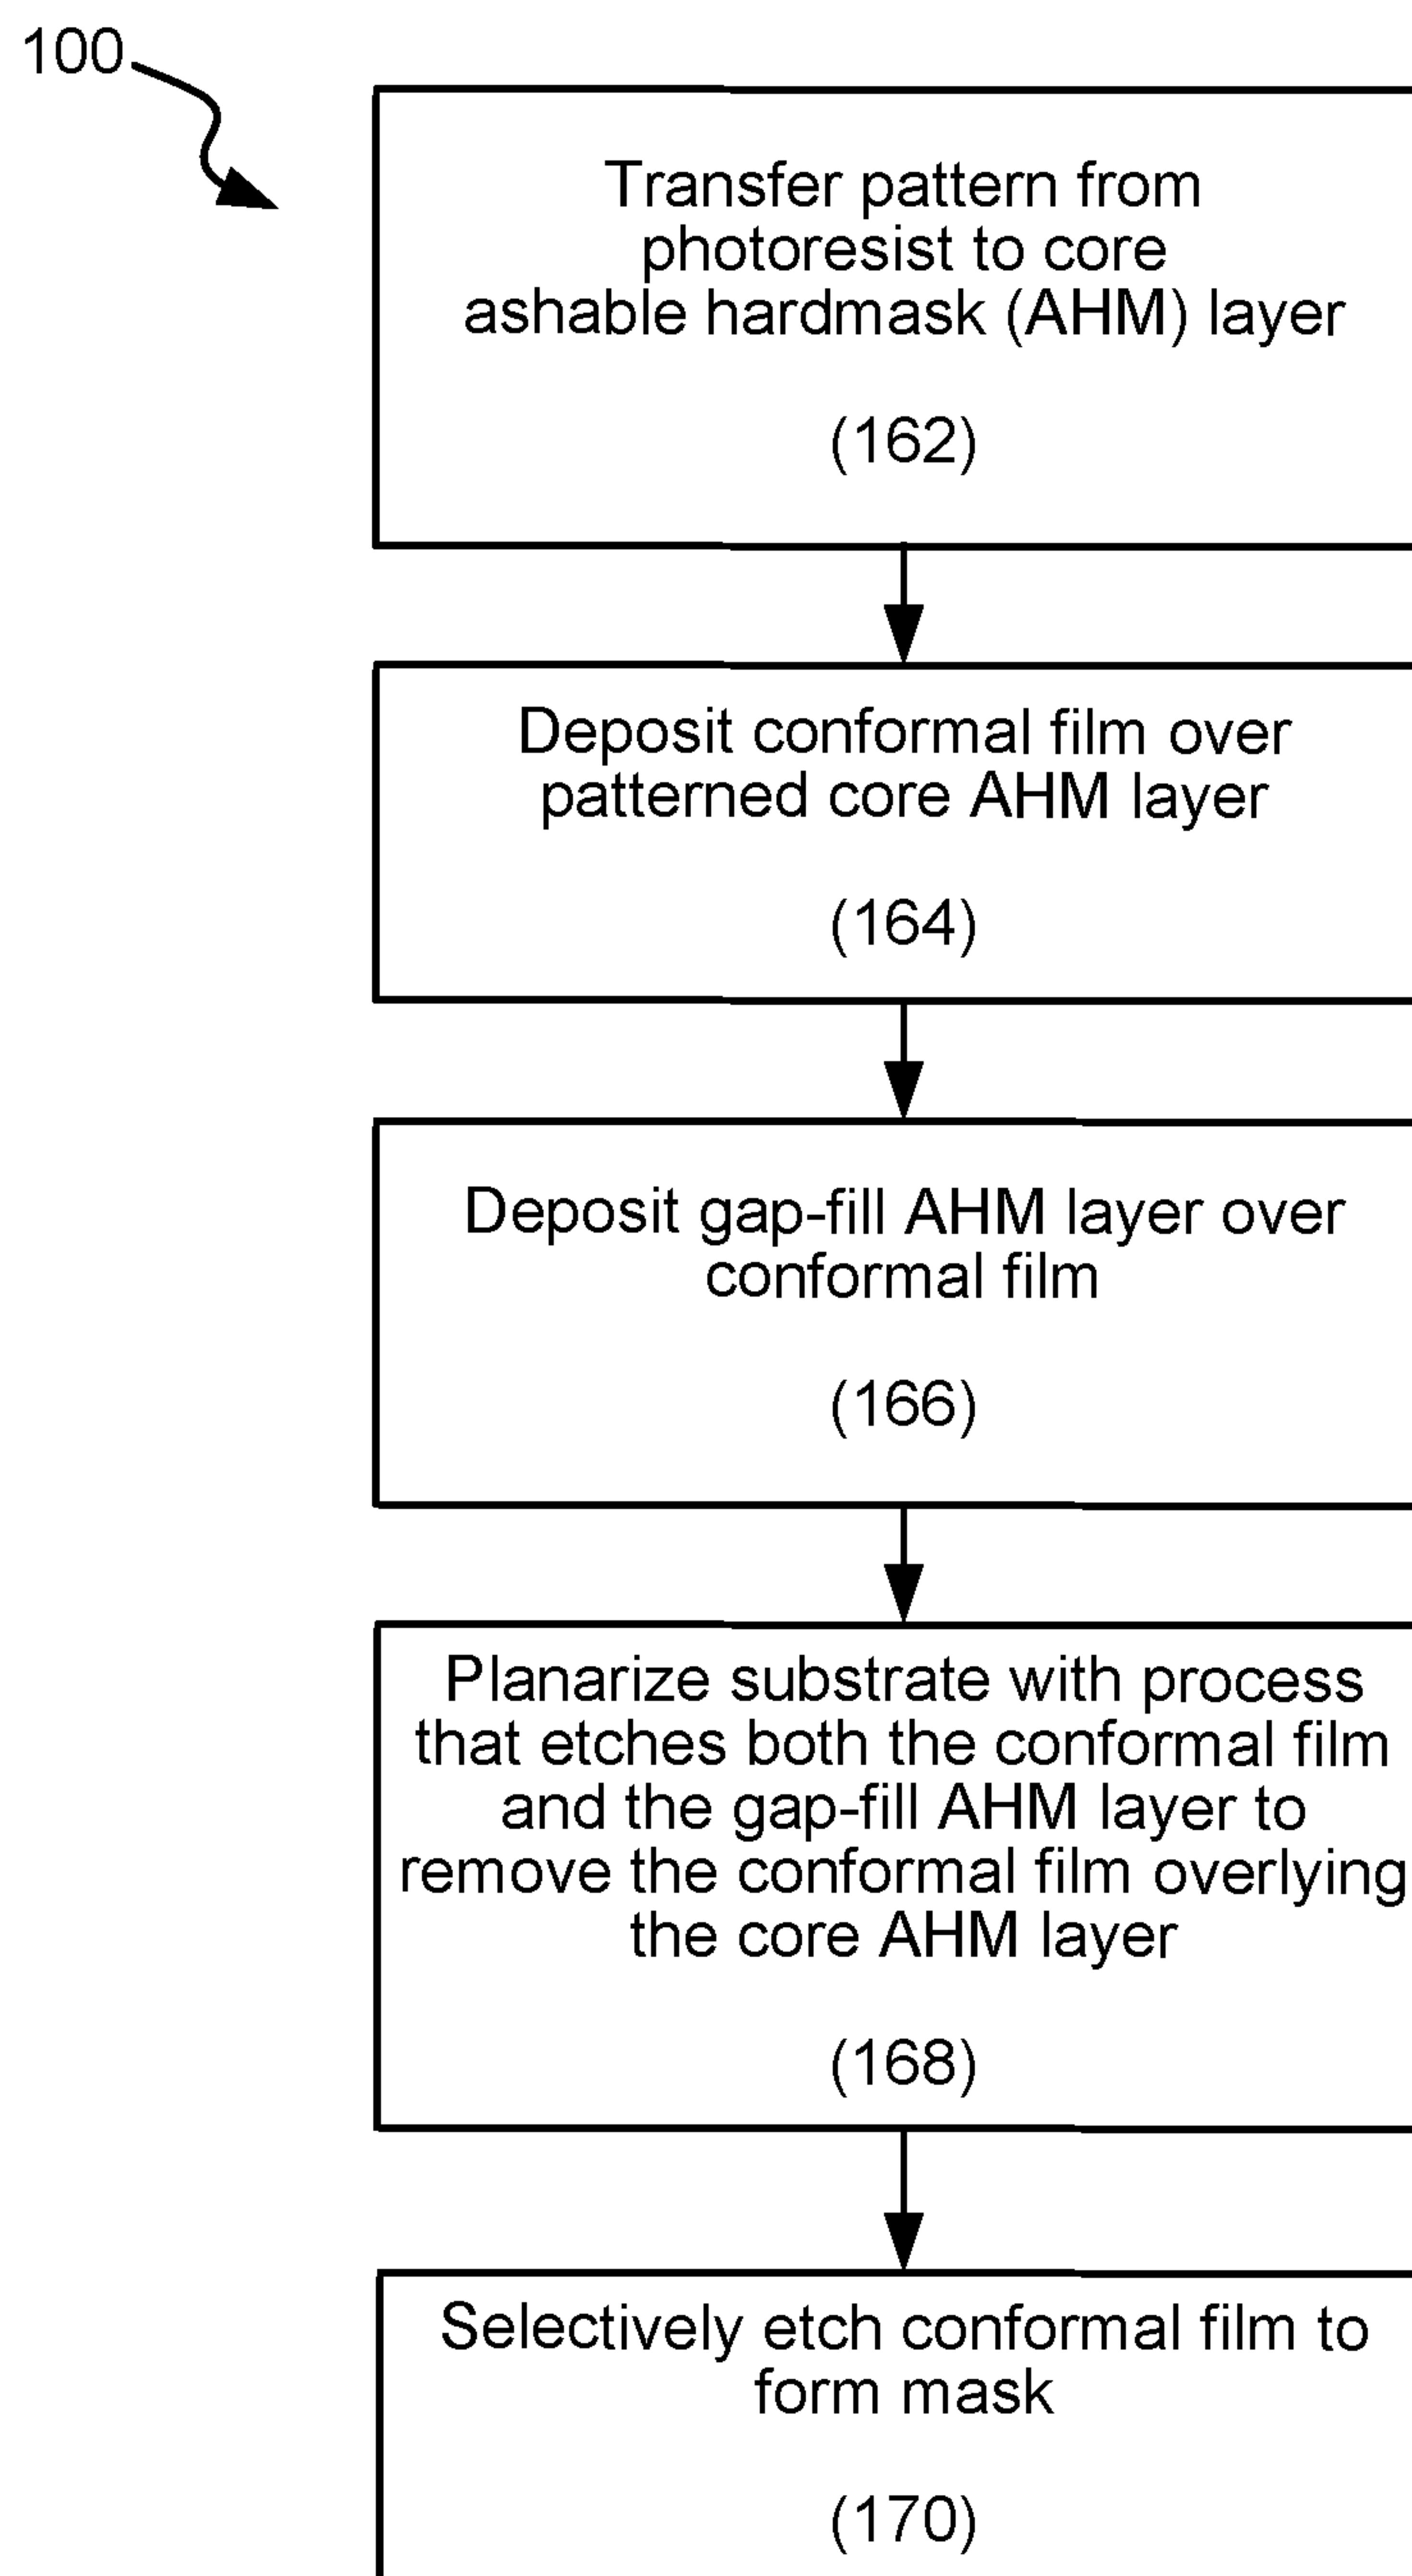 100
Transfer pattern from
photoresist to core
ashable hardmask (AHM) layer
(162)
Deposit conformal film over
patterned core AHM layer
(164)
Deposit gap-fill AHM layer over
conformal film
(166)
Planarize substrate with process
that etches both the conformal film
and the gap-fill AHM layer to
remove the conformal film overlying
the core AHM layer
(168)
Selectively etch conformal film to
form mask
(170)